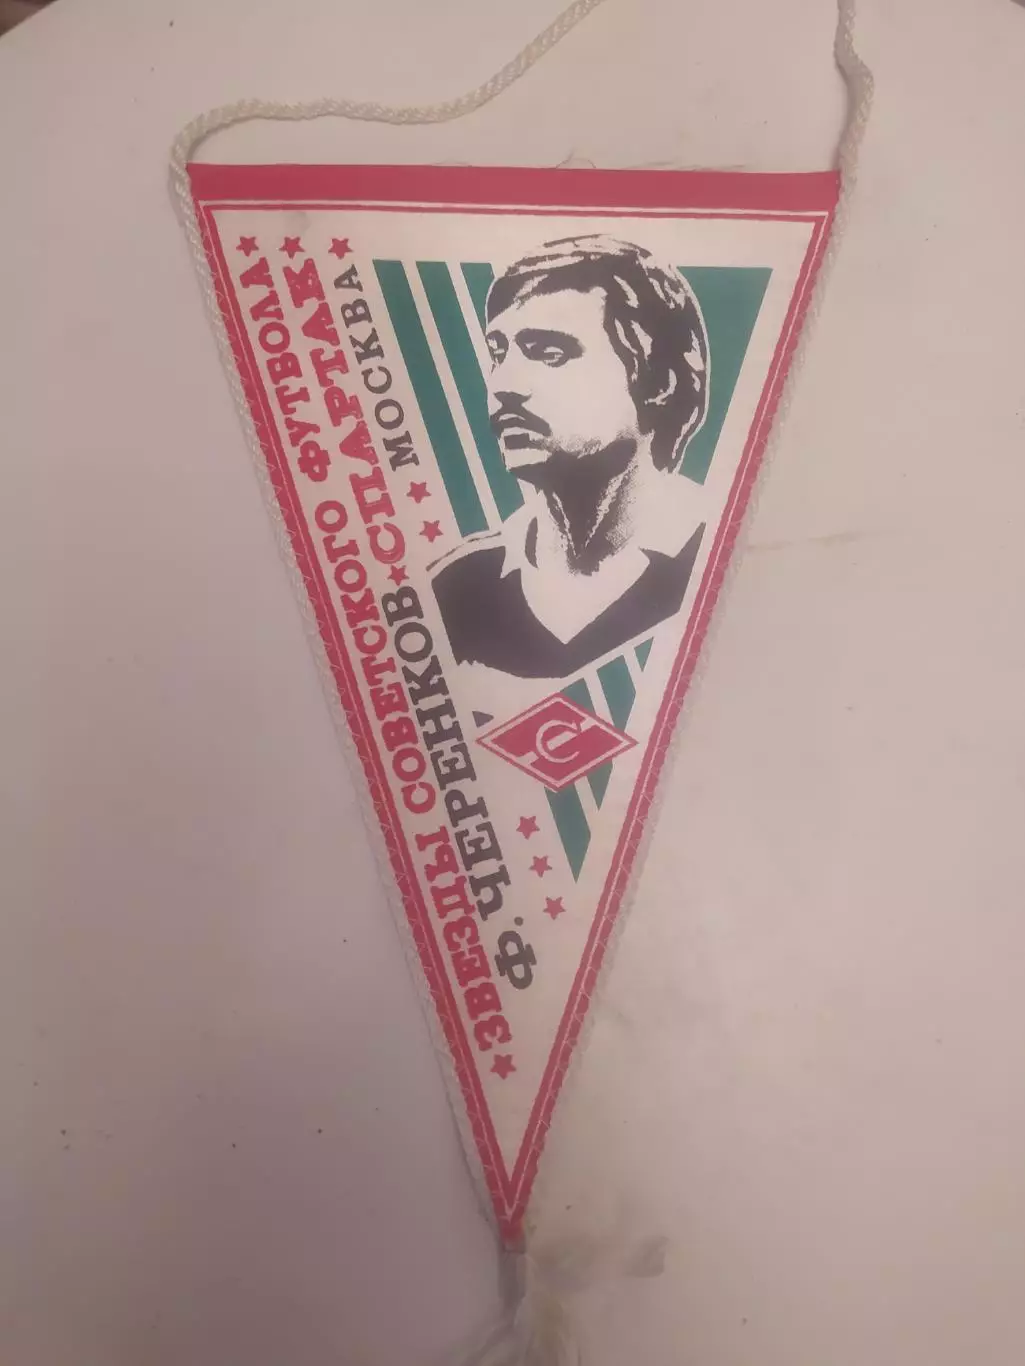 ★ЗВЕЗДЫ СОВЕТСКОГО ФУТБОЛА★
Ф. ЧЕРЕНКОВ★СПАРТАК★
★ ★ МОСКВА★
С